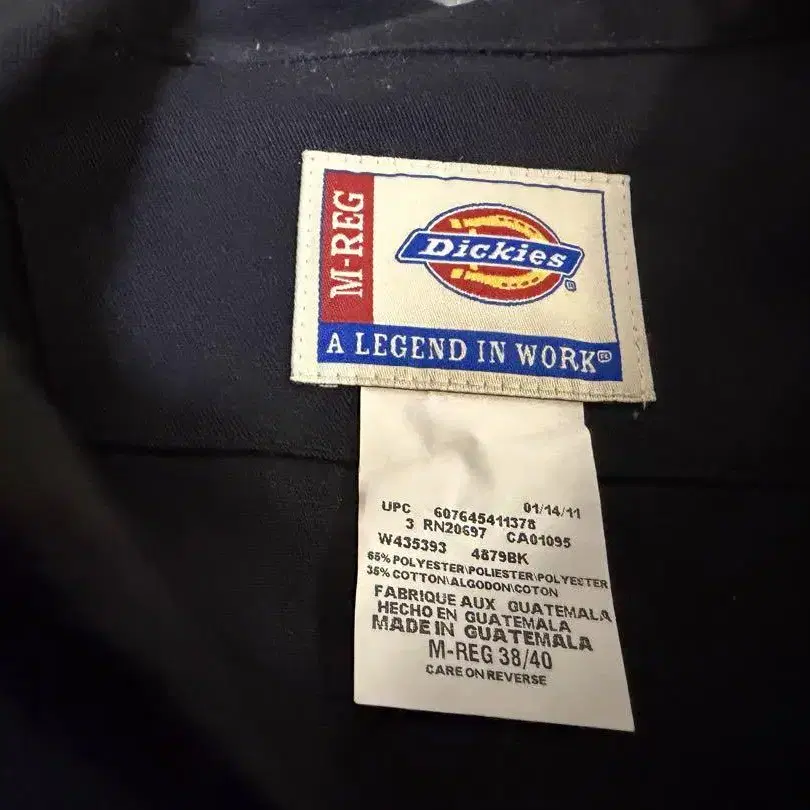 M-REG
Dickies
A LEGEND IN WORK
UPC 607645411378 01/14/11
3 RN20697 CA01095
W435393 4879BK
65% POLYESTER\POLIESTER\POLYESTER
35% COTTON\ALGODON\COTON
FABRIQUE AUX GUATEMALA
HECHO EN GUATEMALA
MADE IN GUATEMALA
M-REG 38/40
CARE ON REVERSE